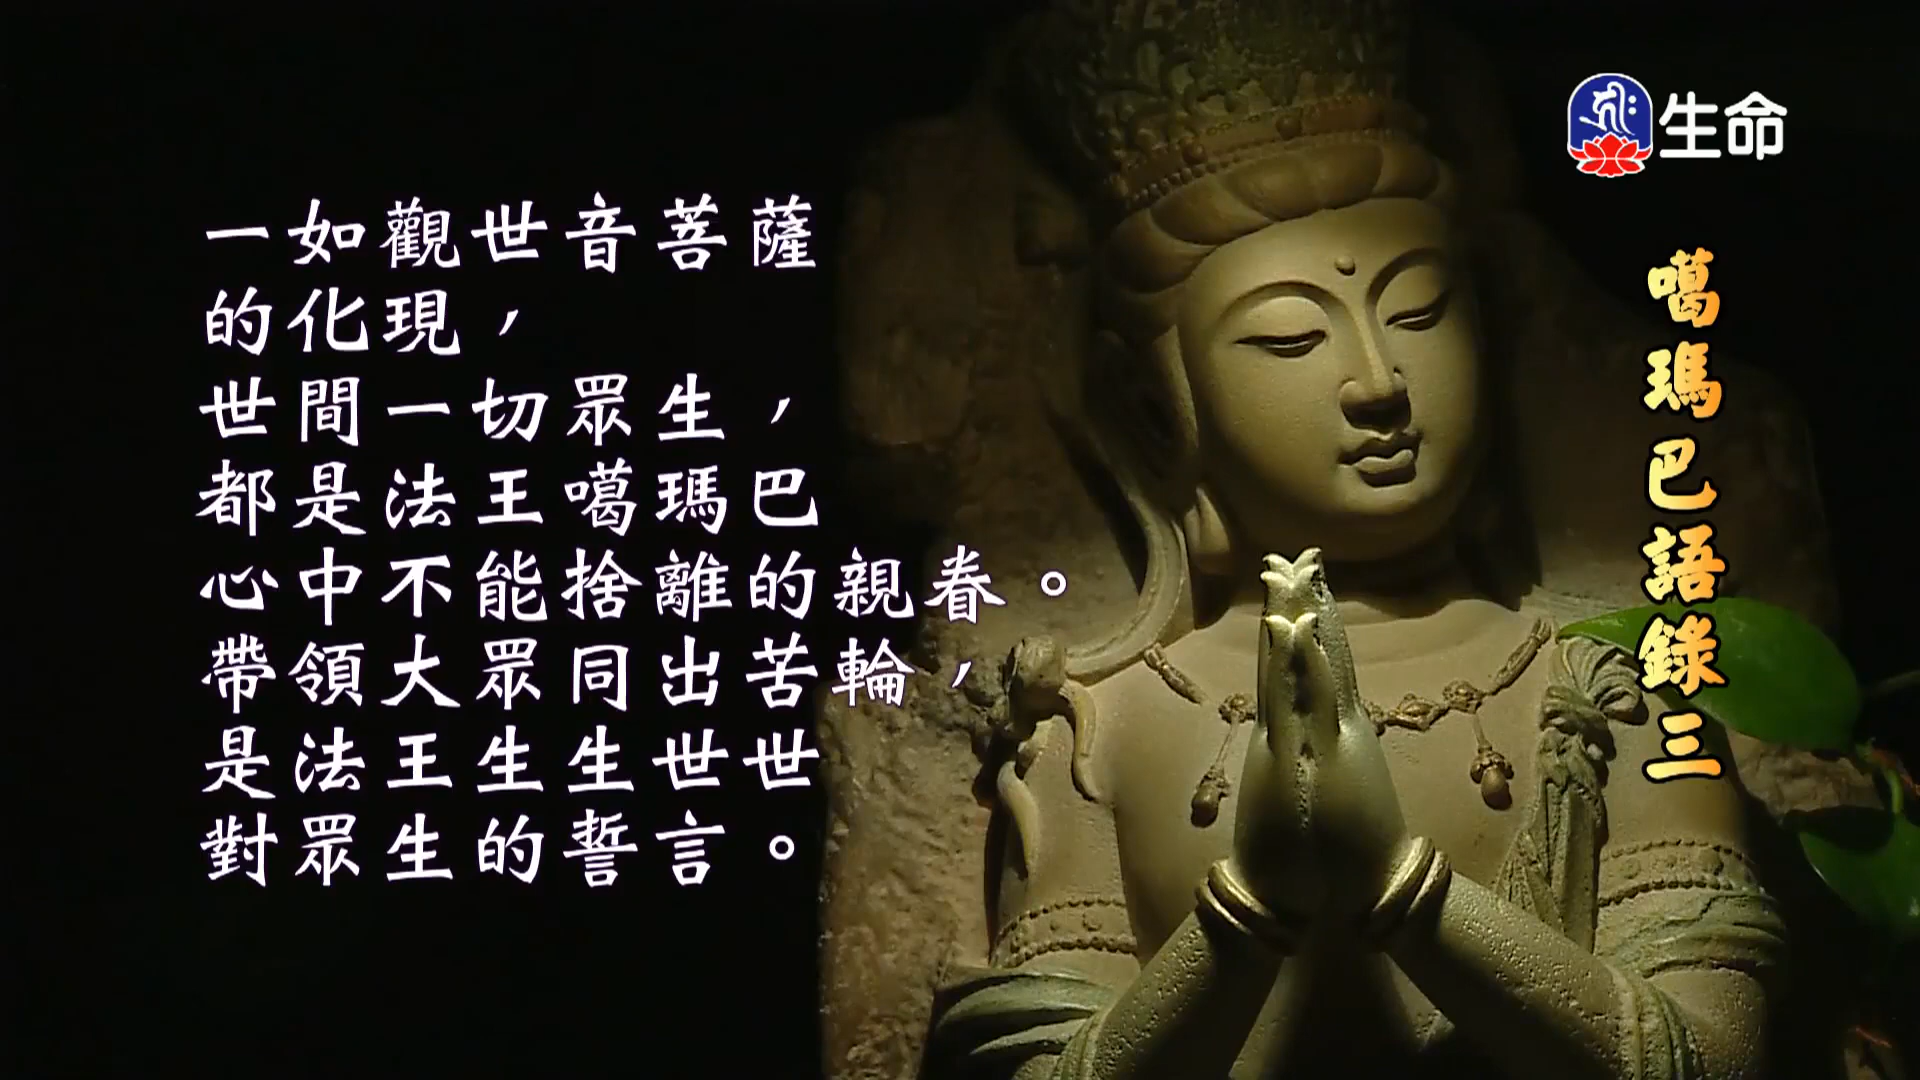 一如觀世音菩薩
的化現，
世間一切眾生，
都是法王噶瑪巴
心中不能捨離的親眷。
帶領大眾同出苦輪，
是法王生生世世
對眾生的誓言。
生命
噶瑪巴語錄三